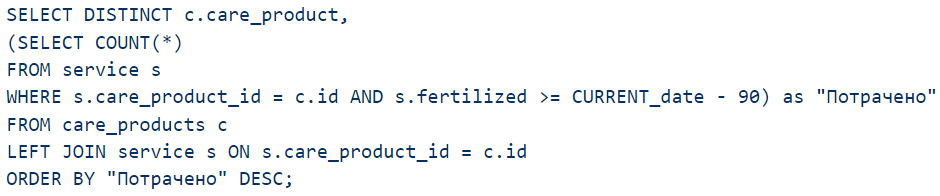 SELECT DISTINCT c.care_product,
(SELECT COUNT(*)
FROM service s
WHERE s.care_product_id = c.id AND s.fertilized >= CURRENT_date - 90) as "Потрачено"
FROM care_products c
LEFT JOIN service s ON s.care_product_id = c.id
ORDER BY "Потрачено" DESC;